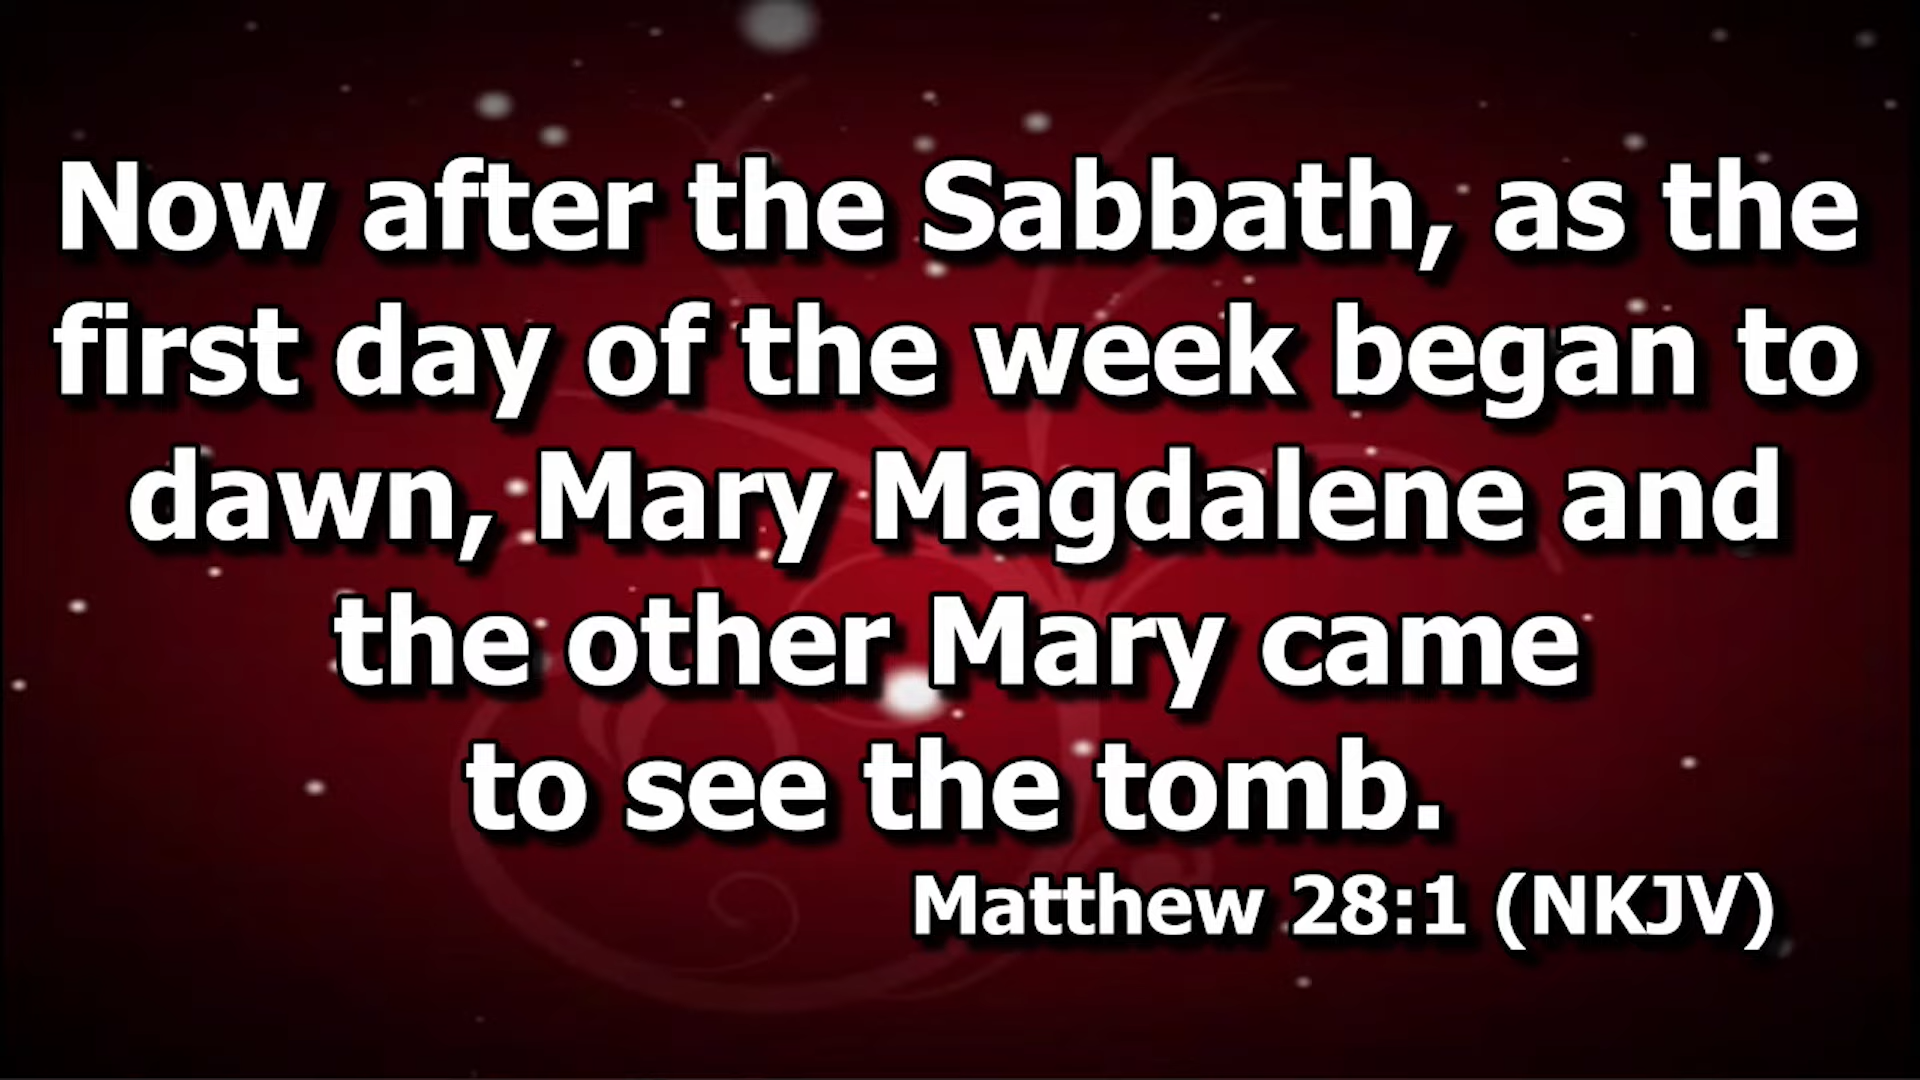 Now after the Sabbath, as the
first day of the week began to
dawn, Mary Magdalene and
the other Mary came
to see the tomb.
Matthew 28:1 (NKJV)